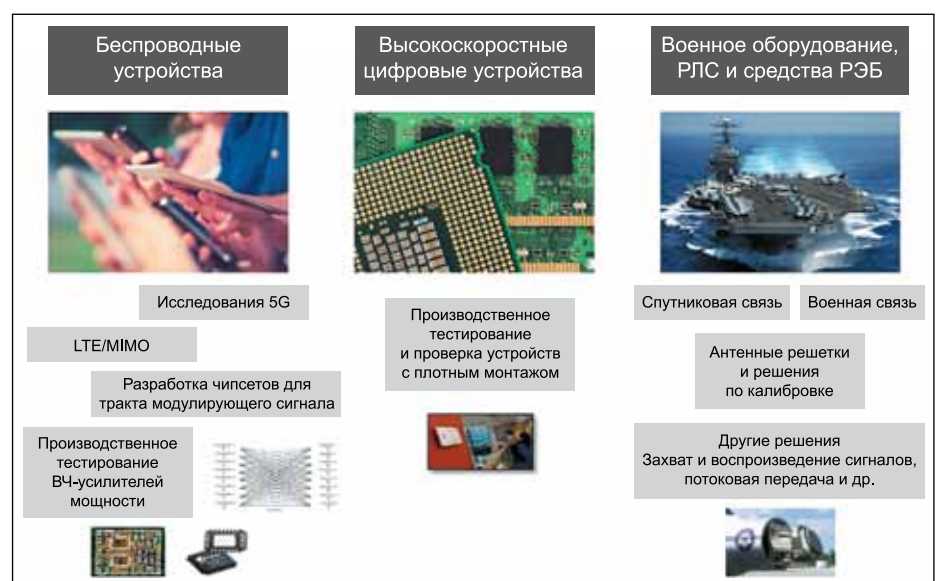 Беспроводные
устройства
Высокоскоростные
цифровые устройства
Военное оборудование,
РЛС и средства РЭБ
Исследования 5G
LTE/MIMO
Разработка чипсетов для
тракта модулирующего сигнала
Производственное
тестирование
ВЧ-усилителей
мощности
Производственное
тестирование
и проверка устройств
с плотным монтажом
Спутниковая связь
Военная связь
Антенные решетки
и решения
по калибровке
Другие решения
Захват и воспроизведение сигналов,
потоковая передача и др.